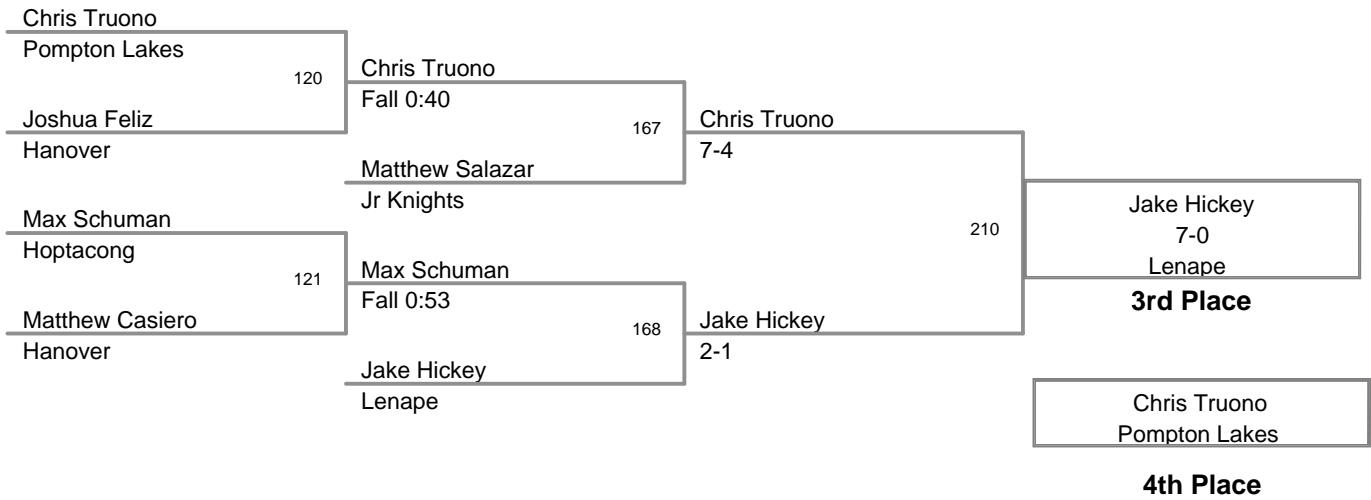 Chris Truono
Pompton Lakes
120
Joshua Feliz
Hanover
Max Schuman
Hoptacong
121
Matthew Casiero
Hanover
Chris Truono
Fall 0:40
167
Matthew Salazar
Jr Knights
Max Schuman
Fall 0:53
168
Jake Hickey
Lenape
Chris Truono
7-4
210
Jake Hickey
2-1
Jake Hickey
7-0
Lenape
3rd Place
Chris Truono
Pompton Lakes
4th Place